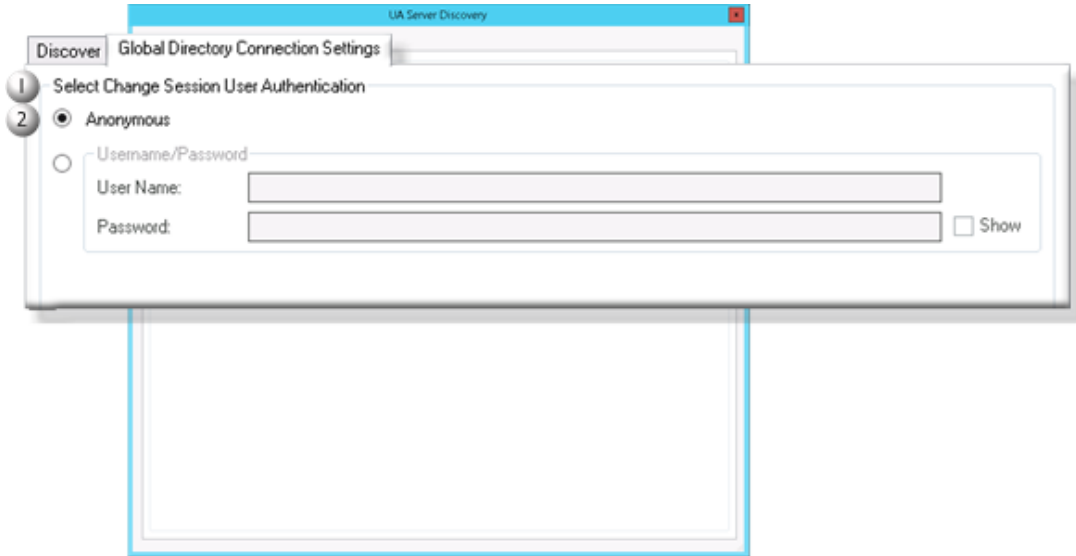 UA Server Discovery
x
Discover Global Directory Connection Settings
1 Select Change Session User Authentication
2 Anonymous
Username/Password
User Name:
Password: Show